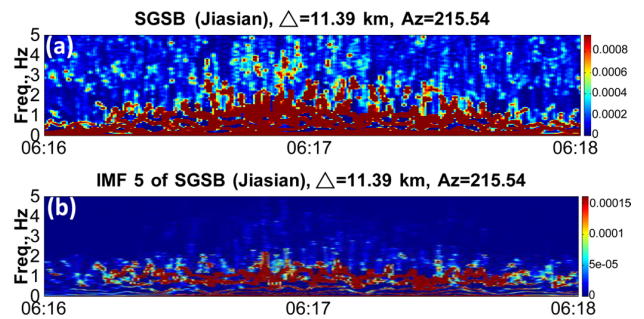 SGSB (Jiasian), △=11.39 km, Az=215.54
(a)
Freq., Hz
5
4
3
2
1
0
0.0008
0.0006
0.0004
0.0002
0
06:16 06:17 06:18
IMF 5 of SGSB (Jiasian), △=11.39 km, Az=215.54
(b)
Freq., Hz
5
4
3
2
1
0
0.00015
0.0001
5e-05
0
06:16 06:17 06:18